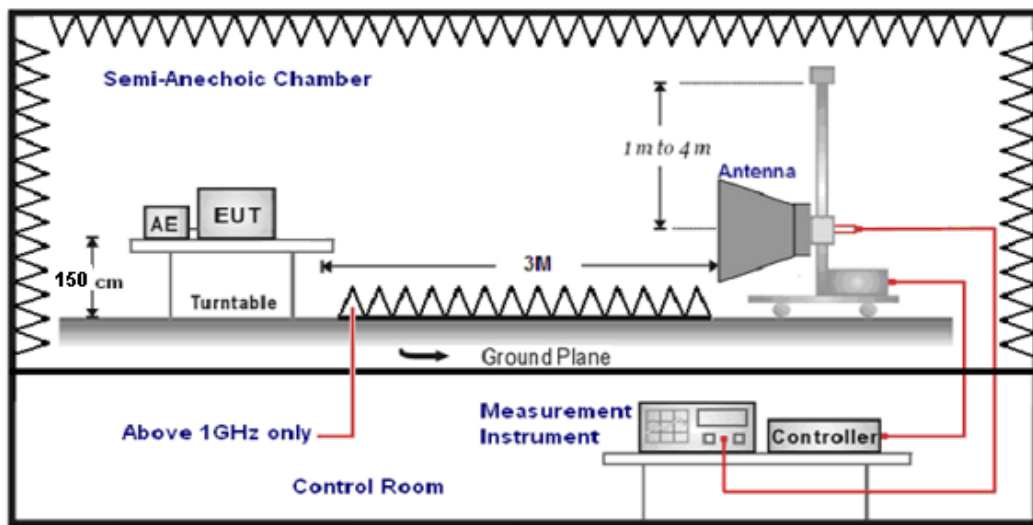 Semi-Anechoic Chamber
1 m to 4 m
Antenna
AE
EUT
150 cm
3M
Turntable
Ground Plane
Above 1GHz only
Measurement
Instrument
Controller
Control Room